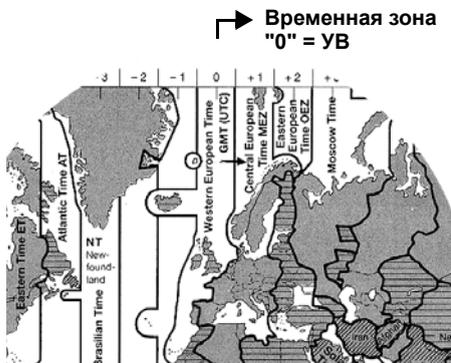 Временная зона
"0" = УВ
-3
-2
-1
0
+1
+2
Eastern Time ET
Atlantic Time AT
NT
New-
found-
land
Brasilian Time
Western European Time
GMT (UTC)
Central European
Time MEZ
Eastern
European
Time OEZ
Moscow Time
Iran